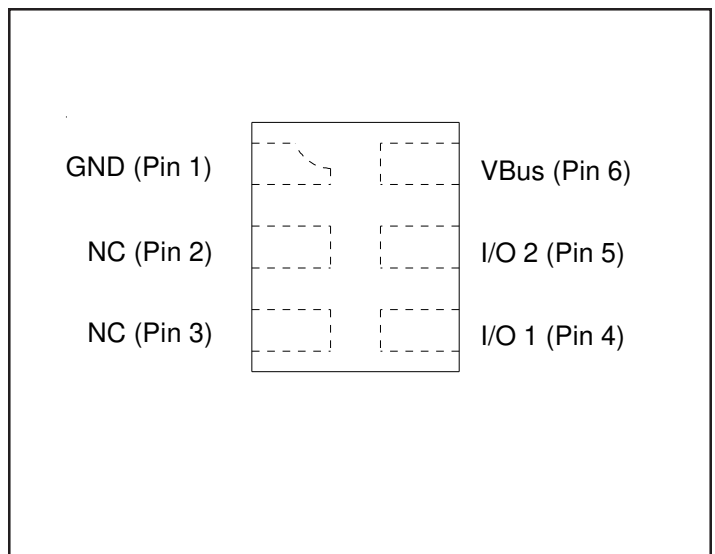 GND (Pin 1)
VBus (Pin 6)
NC (Pin 2)
I/O 2 (Pin 5)
NC (Pin 3)
I/O 1 (Pin 4)